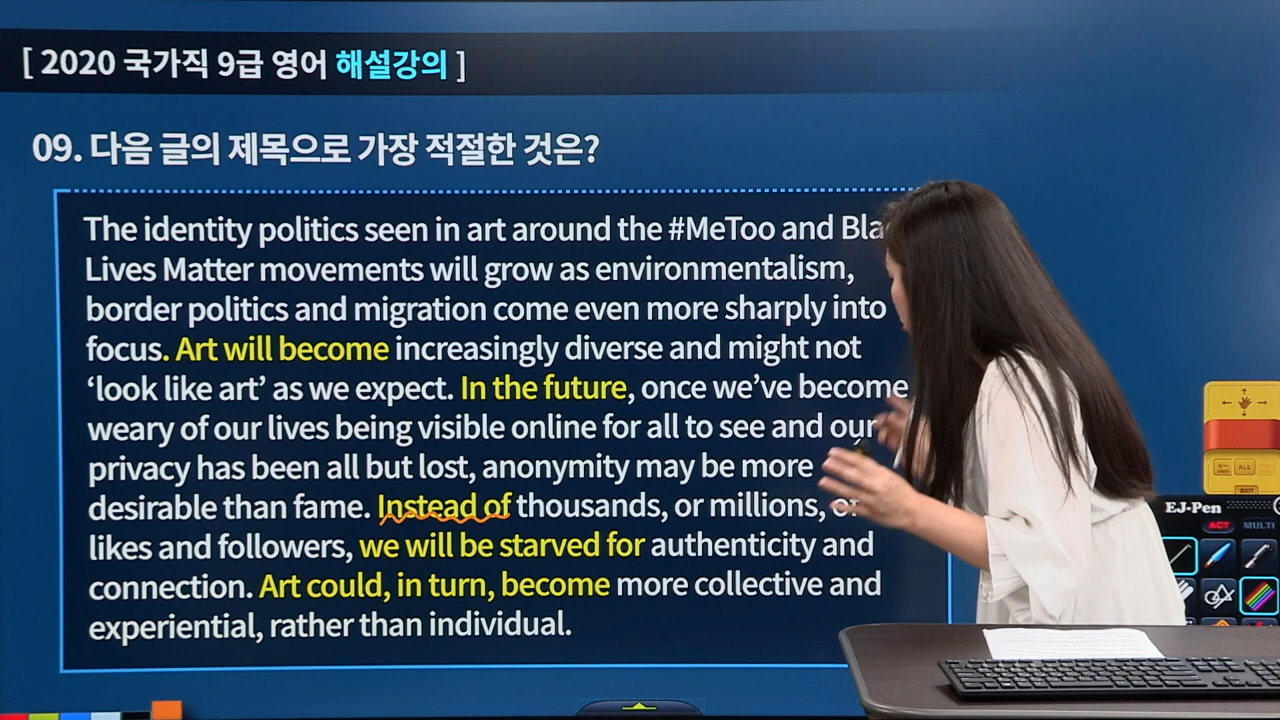 [ 2020 국가직 9급 영어 해설강의 ]
09. 다음 글의 제목으로 가장 적절한 것은?
The identity politics seen in art around the #MeToo and
Lives Matter movements will grow as environmentalism,
border politics and migration come even more sharply into
focus. Art will become increasingly diverse and might not
‘look like art’ as we expect. In the future, once we’ve become
weary of our lives being visible online for all to see and our
privacy has been all but lost, anonymity may be more
desirable than fame. Instead of thousands, or millions, of
likes and followers, we will be starved for authenticity and
connection. Art could, in turn, become more collective and
experiential, rather than individual.
ALL
EXIT
EJ-Pen
ACT MULTI